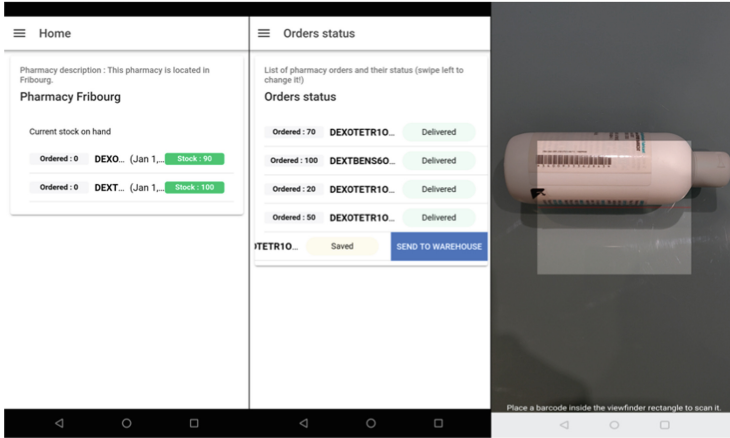 Home
Pharmacy description : This pharmacy is located in
Fribourg.
Pharmacy Fribourg
Current stock on hand
Ordered : 0 DEXO... (Jan 1,... Stock : 90
Ordered : 0 DEXT... (Jan 1,... Stock : 100
Orders status
List of pharmacy orders and their status (swipe left to
change it!)
Orders status
Ordered : 70 DEXOTETR1O... Delivered
Ordered : 100 DEXTBENS6O... Delivered
Ordered : 20 DEXOTETR1O... Delivered
Ordered : 50 DEXOTETR1O... Delivered
OTETR1O... Saved SEND TO WAREHOUSE
Place a barcode inside the viewfinder rectangle to scan it.